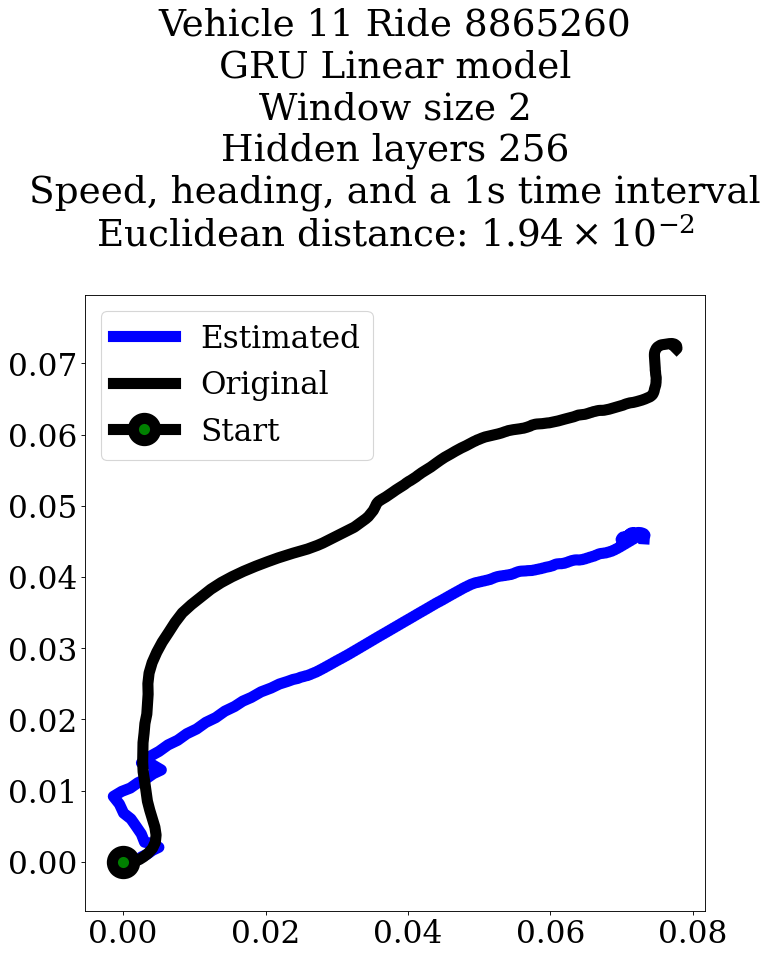 Vehicle 11 Ride 8865260
GRU Linear model
Window size 2
Hidden layers 256
Speed, heading, and a 1s time interval
Euclidean distance: 1.94 × 10⁻²
Estimated
Original
Start
0.07
0.06
0.05
0.04
0.03
0.02
0.01
0.00
0.00 0.02 0.04 0.06 0.08